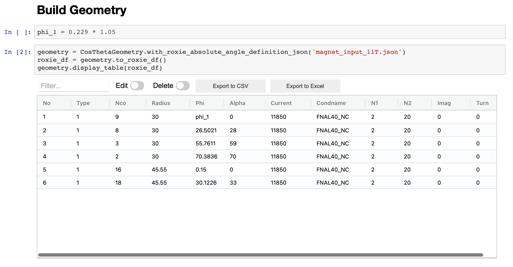 Build Geometry
In [ ]: phi_1 = 0.229 * 1.05
In [2]: geometry = CosThetaGeometry.with_roxie_absolute_angle_definition_json('magnet_input_11T.json')
roxie_df = geometry.to_roxie_df()
geometry.display_table(roxie_df)
Filter... Edit Delete Export to CSV Export to Excel
No Type Nco Radius Phi Alpha Current Condname N1 N2 Imag Turn
1 1 9 30 phi_1 0 11850 FNAL40_NC 2 20 0 0
2 1 8 30 26.5021 28 11850 FNAL40_NC 2 20 0 0
3 1 3 30 55.7611 59 11850 FNAL40_NC 2 20 0 0
4 1 2 30 70.3836 70 11850 FNAL40_NC 2 20 0 0
5 1 16 45.55 0.15 0 11850 FNAL40_NC 2 20 0 0
6 1 18 45.55 30.1226 33 11850 FNAL40_NC 2 20 0 0